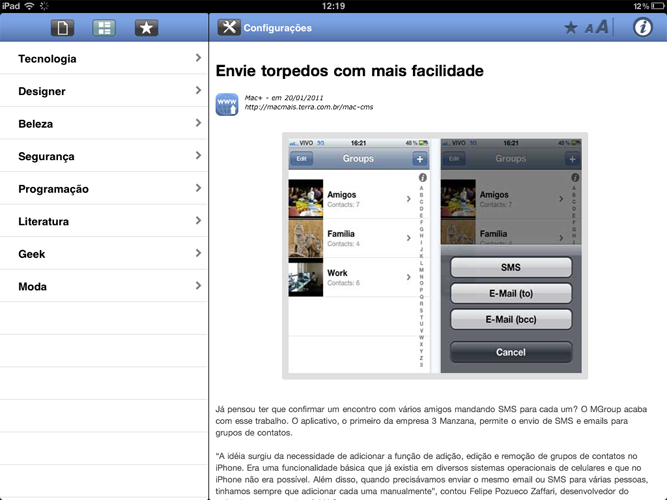 iPad 12:19 12%
Configurações
A A
i
Tecnologia
Designer
Beleza
Segurança
Programação
Literatura
Geek
Moda
Envie torpedos com mais facilidade
www
Mac+ - em 20/01/2011
http://macmais.terra.com.br/mac-cms
VIVO 3G 16:21 48%
Edit Groups +
Amigos
Contacts: 7
Família
Contacts: 4
Work
Contacts: 6
A
B
C
D
E
F
G
H
I
J
K
L
M
N
O
P
Q
R
S
T
U
V
W
X
Y
Z
VIVO 3G 16:21 48%
Edit Groups +
Amigos
Contacts: 7
Família
SMS
E-Mail (to)
E-Mail (bcc)
Cancel
Já pensou ter que confirmar um encontro com vários amigos mandando SMS para cada um? O MGroup acaba
com esse trabalho. O aplicativo, o primeiro da empresa 3 Manzana, permite o envio de SMS e emails para
grupos de contatos.
"A idéia surgiu da necessidade de adicionar a função de adição, edição e remoção de grupos de contatos no
iPhone. Era uma funcionalidade básica que já existia em diversos sistemas operacionais de celulares e que no
iPhone não era possível. Além disso, quando precisávamos enviar o mesmo email ou SMS para várias pessoas,
tinhamos sempre que adicionar cada uma manualmente", contou Felipe Pozueco Zaffari, desenvolvedor do